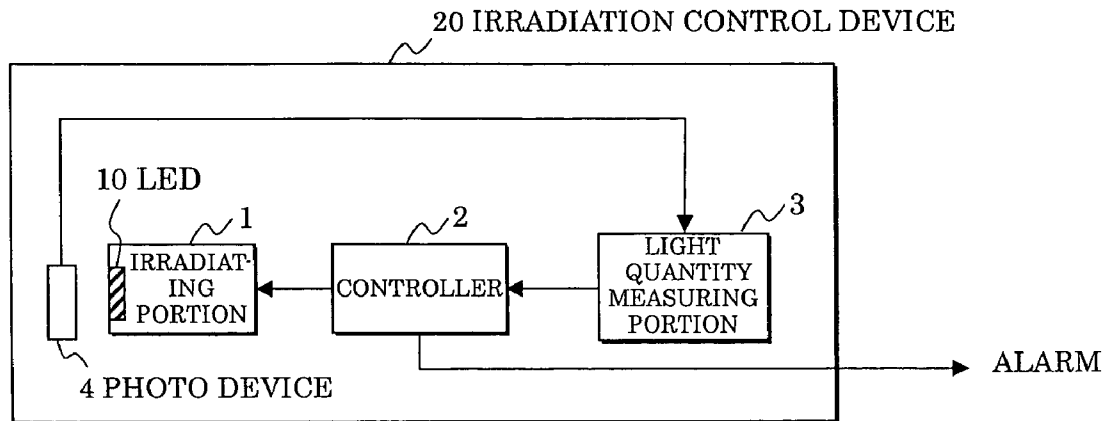 20 IRRADIATION CONTROL DEVICE
10 LED
1
2
3
IRRADIAT-
ING
PORTION
CONTROLLER
LIGHT
QUANTITY
MEASURING
PORTION
4 PHOTO DEVICE
ALARM